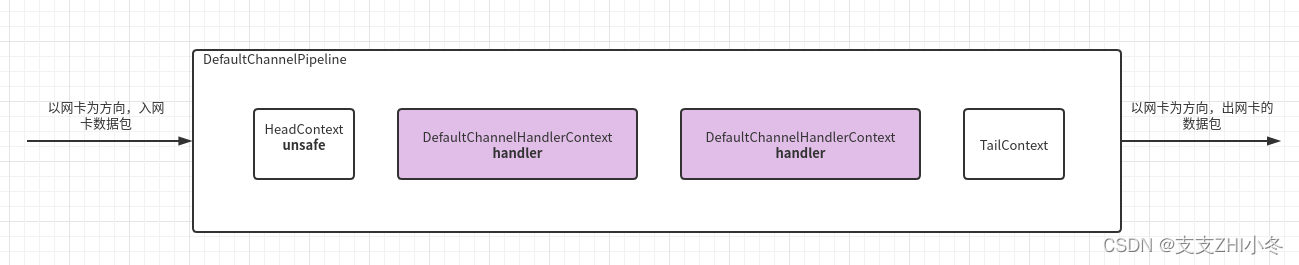 DefaultChannelPipeline
以网卡为方向，入网
卡数据包
HeadContext
unsafe
DefaultChannelHandlerContext
handler
DefaultChannelHandlerContext
handler
TailContext
以网卡为方向，出网卡的
数据包
CSDN @支支ZHI小冬